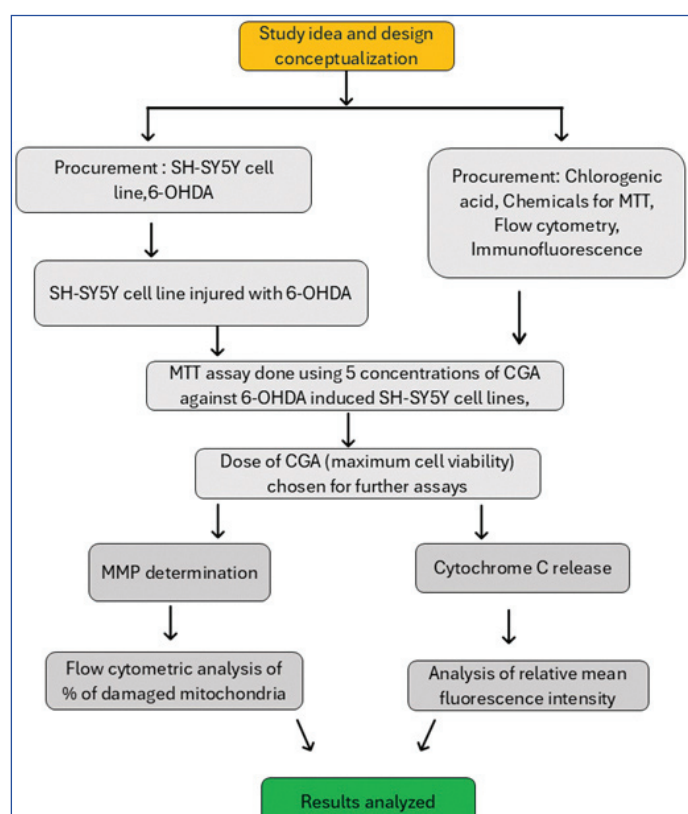 Study idea and design
conceptualization
Procurement : SH-SY5Y cell
line,6-OHDA
Procurement: Chlorogenic
acid, Chemicals for MTT,
Flow cytometry,
Immunofluorescence
SH-SY5Y cell line injured with 6-OHDA
MTT assay done using 5 concentrations of CGA
against 6-OHDA induced SH-SY5Y cell lines,
Dose of CGA (maximum cell viability)
chosen for further assays
MMP determination
Cytochrome C release
Flow cytometric analysis of
% of damaged mitochondria
Analysis of relative mean
fluorescence intensity
Results analyzed